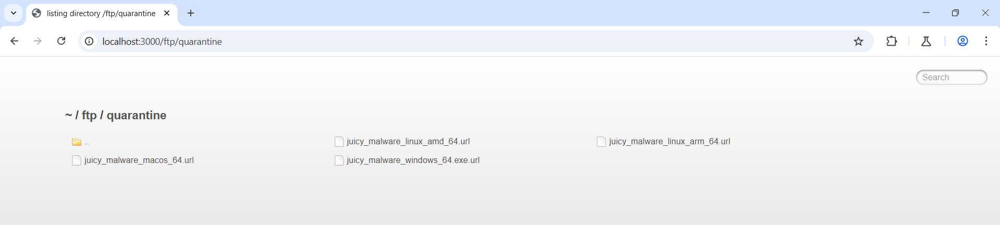 listing directory /ftp/quarantine
localhost:3000/ftp/quarantine
Search
~ / ftp / quarantine
.. juicy_malware_linux_amd_64.url juicy_malware_linux_arm_64.url
juicy_malware_macos_64.url juicy_malware_windows_64.exe.url